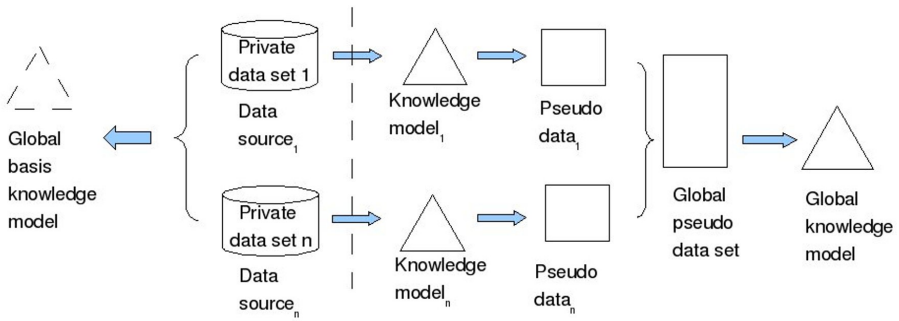 Global
basis
knowledge
model
Private
data set 1
Data
source1
Private
data set n
Data
sourcen
Knowledge
model1
Pseudo
data1
Knowledge
modeln
Pseudo
datan
Global
pseudo
data set
Global
knowledge
model